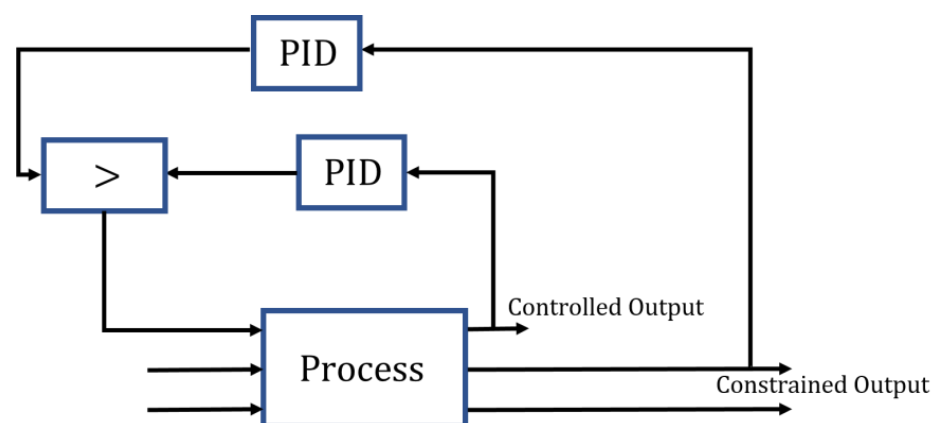 PID
>
PID
Controlled Output
Process
Constrained Output